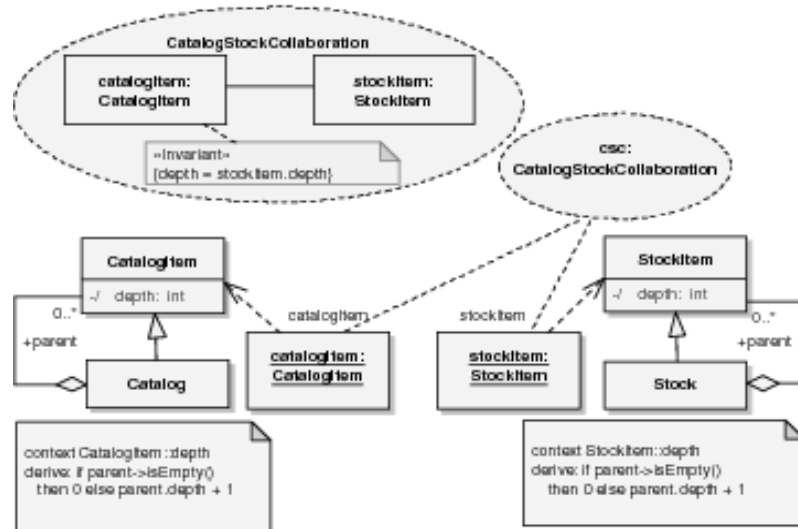 CatalogStockCollaboration
catalogItem:
CatalogItem
stockItem:
StockItem
«Invariant»
{depth = stockItem.depth}
csc:
CatalogStockCollaboration
CatalogItem
-/ depth: int
0..*
+parent
Catalog
catalogItem
catalogItem:
CatalogItem
stockItem
stockItem:
StockItem
StockItem
-/ depth: int
0..*
+parent
Stock
context CatalogItem::depth
derive: if parent->isEmpty()
then 0 else parent.depth + 1
context StockItem::depth
derive: if parent->isEmpty()
then 0 else parent.depth + 1